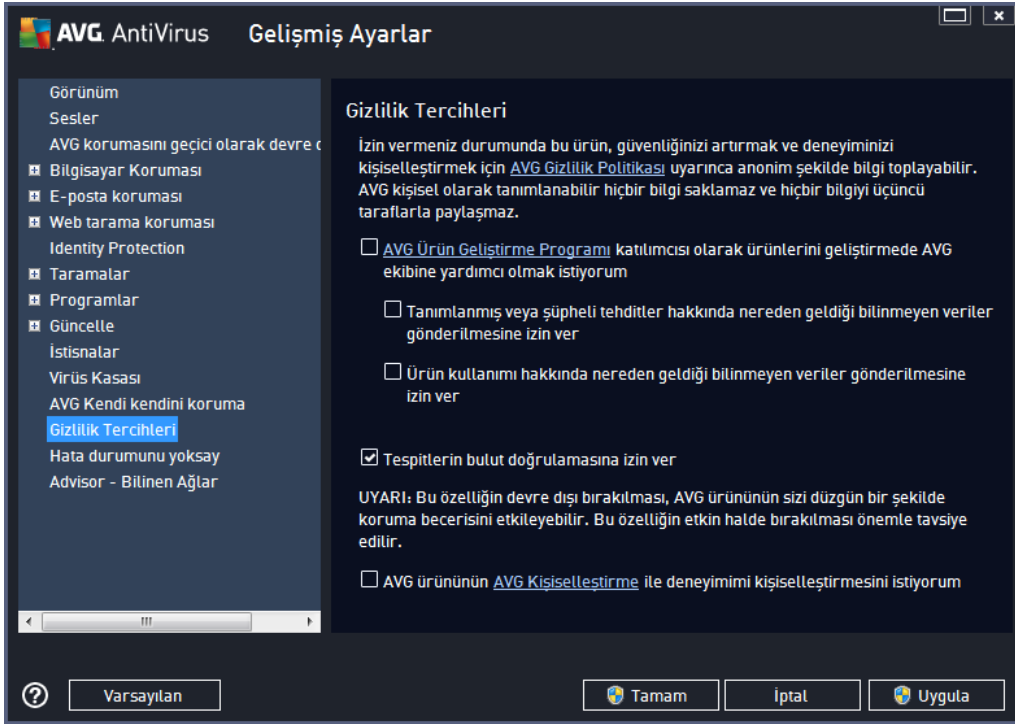 AVG AntiVirus Gelişmiş Ayarlar
Görünüm
Sesler
AVG korumasını geçici olarak devre
Bilgisayar Koruması
E-posta koruması
Web tarama koruması
Identity Protection
Taramalar
Programlar
Güncelle
İstisnalar
Virüs Kasası
AVG Kendi kendini koruma
Gizlilik Tercihleri
Hata durumunu yoksay
Advisor - Bilinen Ağlar
Gizlilik Tercihleri
İzin vermeniz durumunda bu ürün, güvenliğinizi artırmak ve deneyiminizi
kişiselleştirmek için AVG Gizlilik Politikası uyarınca anonim şekilde bilgi toplayabilir.
AVG kişisel olarak tanımlanabilir hiçbir bilgi saklamaz ve hiçbir bilgiyi üçüncü
taraflarla paylaşmaz.
AVG Ürün Geliştirme Programı katılımcısı olarak ürünlerini geliştirmede AVG
ekibine yardımcı olmak istiyorum
Tanımlanmış veya şüpheli tehditler hakkında nereden geldiği bilinmeyen veriler
gönderilmesine izin ver
Ürün kullanımı hakkında nereden geldiği bilinmeyen veriler gönderilmesine
izin ver
Tespitlerin bulut doğrulamasına izin ver
UYARI: Bu özelliğin devre dışı bırakılması, AVG ürününün sizi düzgün bir şekilde
koruma becerisini etkileyebilir. Bu özelliğin etkin halde bırakılması önemle tavsiye
edilir.
AVG ürününün AVG Kişiselleştirme ile deneyimimi kişiselleştirmesini istiyorum
Varsayılan
Tamam
İptal
Uygula